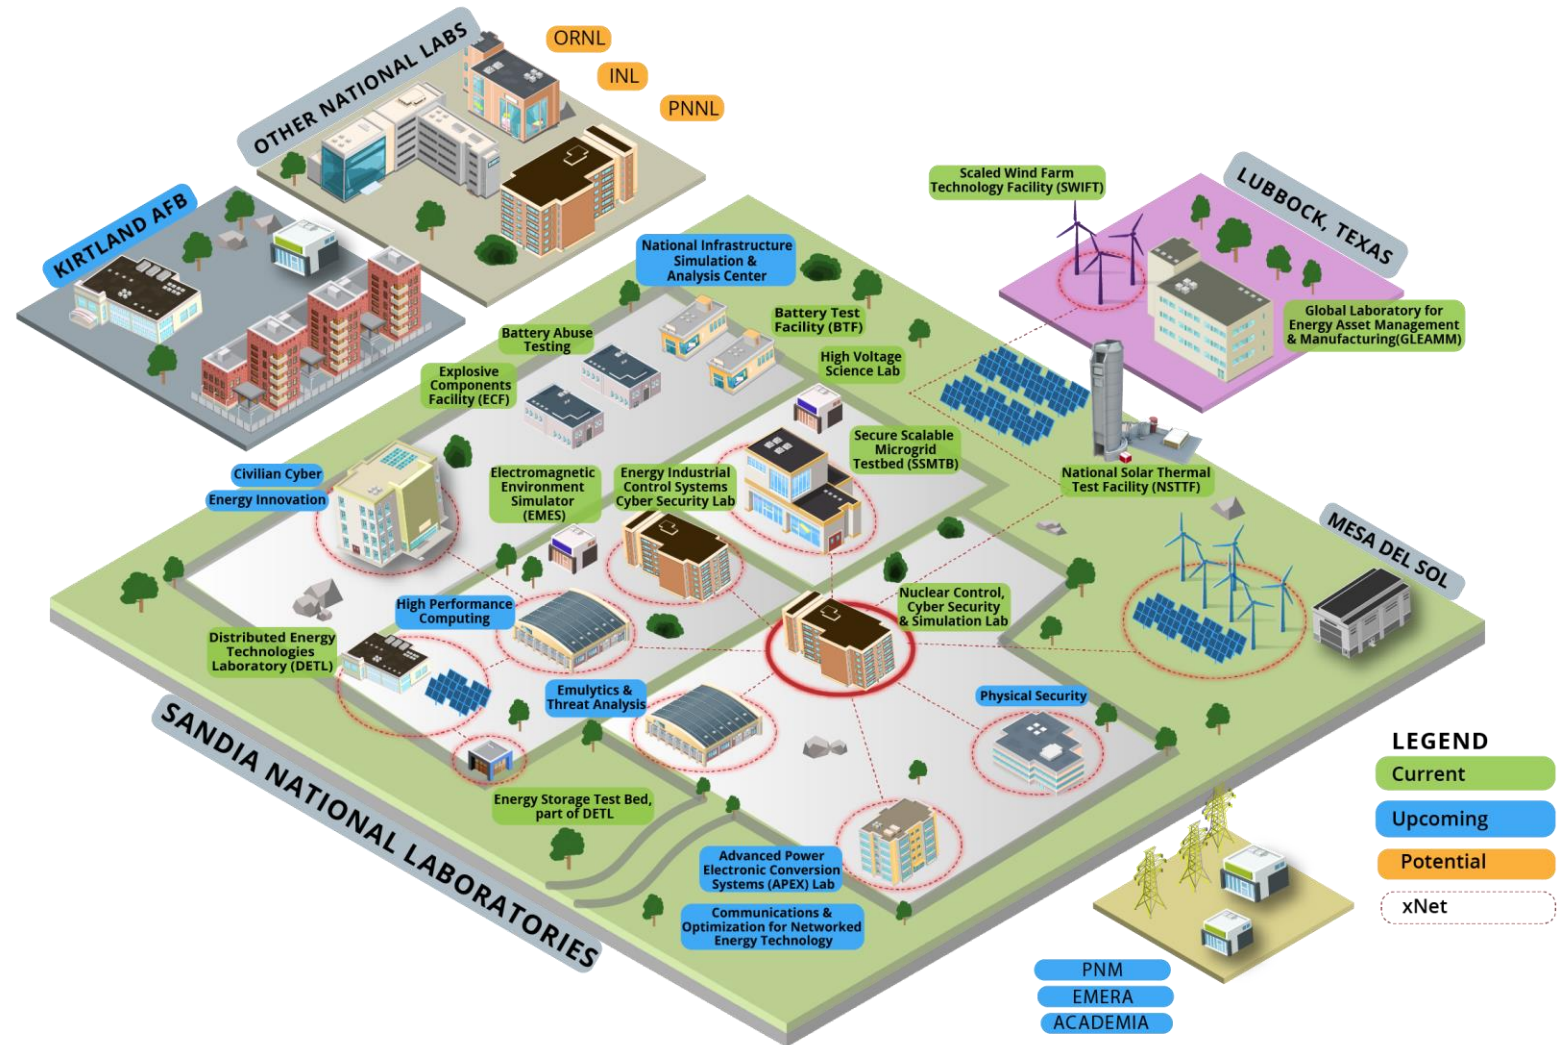 OTHER NATIONAL LABS
ORNL
INL
PNNL
KIRTLAND AFB
Scaled Wind Farm
Technology Facility (SWIFT)
LUBBOCK, TEXAS
Global Laboratory for
Energy Asset Management
& Manufacturing(GLEAMM)
National Infrastructure
Simulation &
Analysis Center
Battery Test
Facility (BTF)
Battery Abuse
Testing
High Voltage
Science Lab
Explosive
Components
Facility (ECF)
Secure Scalable
Microgrid
Testbed (SSMTB)
Civilian Cyber
Energy Innovation
Electromagnetic
Environment
Simulator
(EMES)
Energy Industrial
Control Systems
Cyber Security Lab
National Solar Thermal
Test Facility (NSTTF)
MESA DEL SOL
High Performance
Computing
Nuclear Control,
Cyber Security
& Simulation Lab
Distributed Energy
Technologies
Laboratory (DETL)
Emulytics &
Threat Analysis
Physical Security
SANDIA NATIONAL LABORATORIES
Energy Storage Test Bed,
part of DETL
Advanced Power
Electronic Conversion
Systems (APEX) Lab
Communications &
Optimization for Networked
Energy Technology
PNM
EMERA
ACADEMIA
LEGEND
Current
Upcoming
Potential
xNet